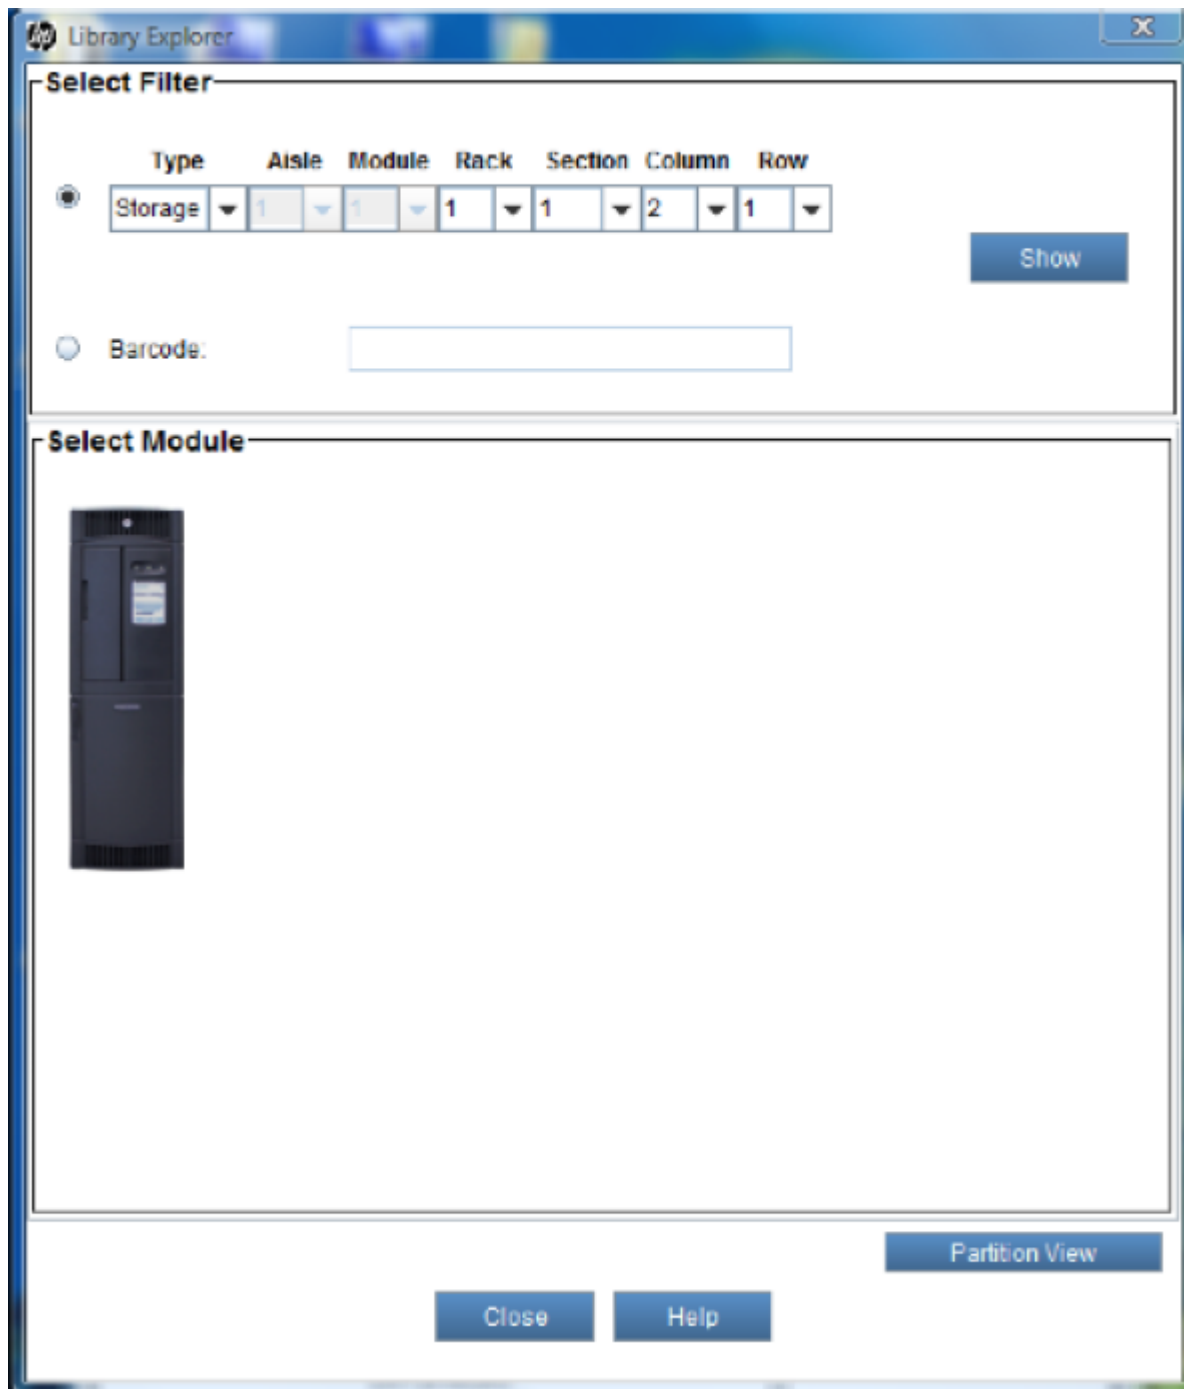 hp Library Explorer
Select Filter
Type Aisle Module Rack Section Column Row
Storage 1 1 1 1 2 1
Show
Barcode:
Select Module
Partition View
Close Help